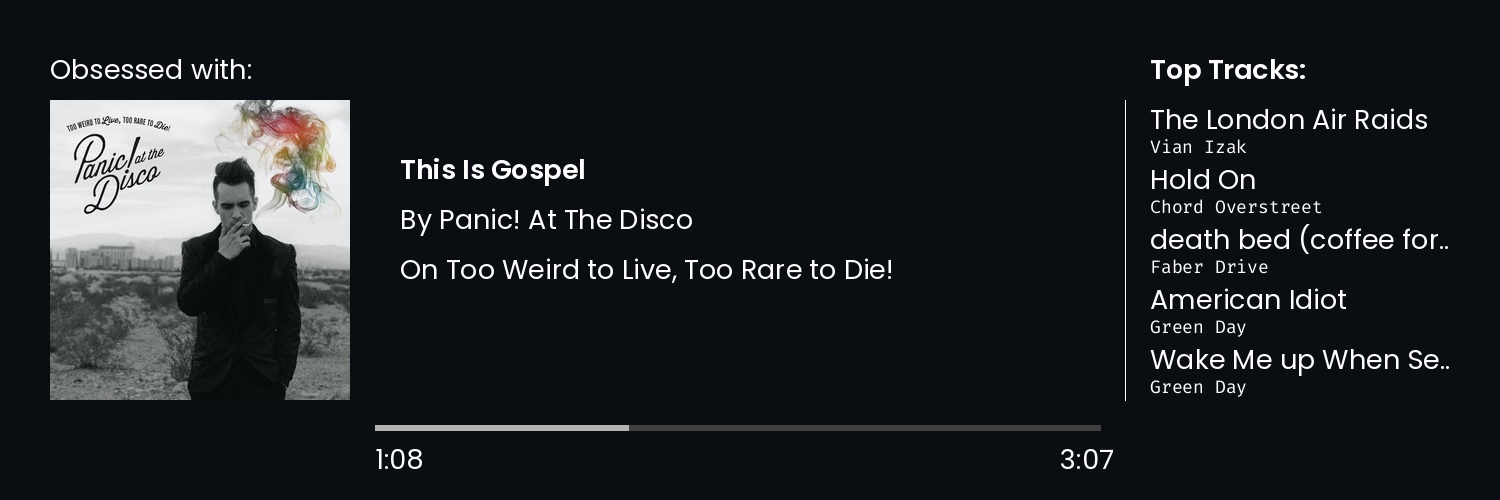 Obsessed with:
TOO WEIRD TO Live, TOO RARE TO Die!
Panic! at the
Disco
This Is Gospel
By Panic! At The Disco
On Too Weird to Live, Too Rare to Die!
1:08
3:07
Top Tracks:
The London Air Raids
Vian Izak
Hold On
Chord Overstreet
death bed (coffee for..
Faber Drive
American Idiot
Green Day
Wake Me up When Se..
Green Day